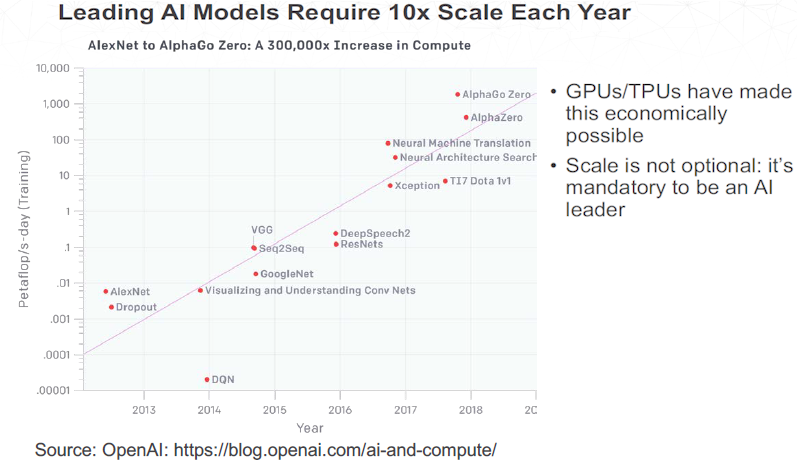 Leading AI Models Require 10x Scale Each Year
AlexNet to AlphaGo Zero: A 300,000x Increase in Compute
10,000
1,000
100
10
1
.1
.01
.001
.0001
.00001
Petaflop/s-day (Training)
AlphaGo Zero
AlphaZero
Neural Machine Translation
Neural Architecture Search
TI7 Dota 1v1
Xception
VGG
DeepSpeech2
Seq2Seq
ResNets
GoogleNet
AlexNet
Visualizing and Understanding Conv Nets
Dropout
DQN
2013
2014
2015
2016
2017
2018
20
Year
• GPUs/TPUs have made
this economically
possible
• Scale is not optional: it's
mandatory to be an AI
leader
Source: OpenAI: https://blog.openai.com/ai-and-compute/